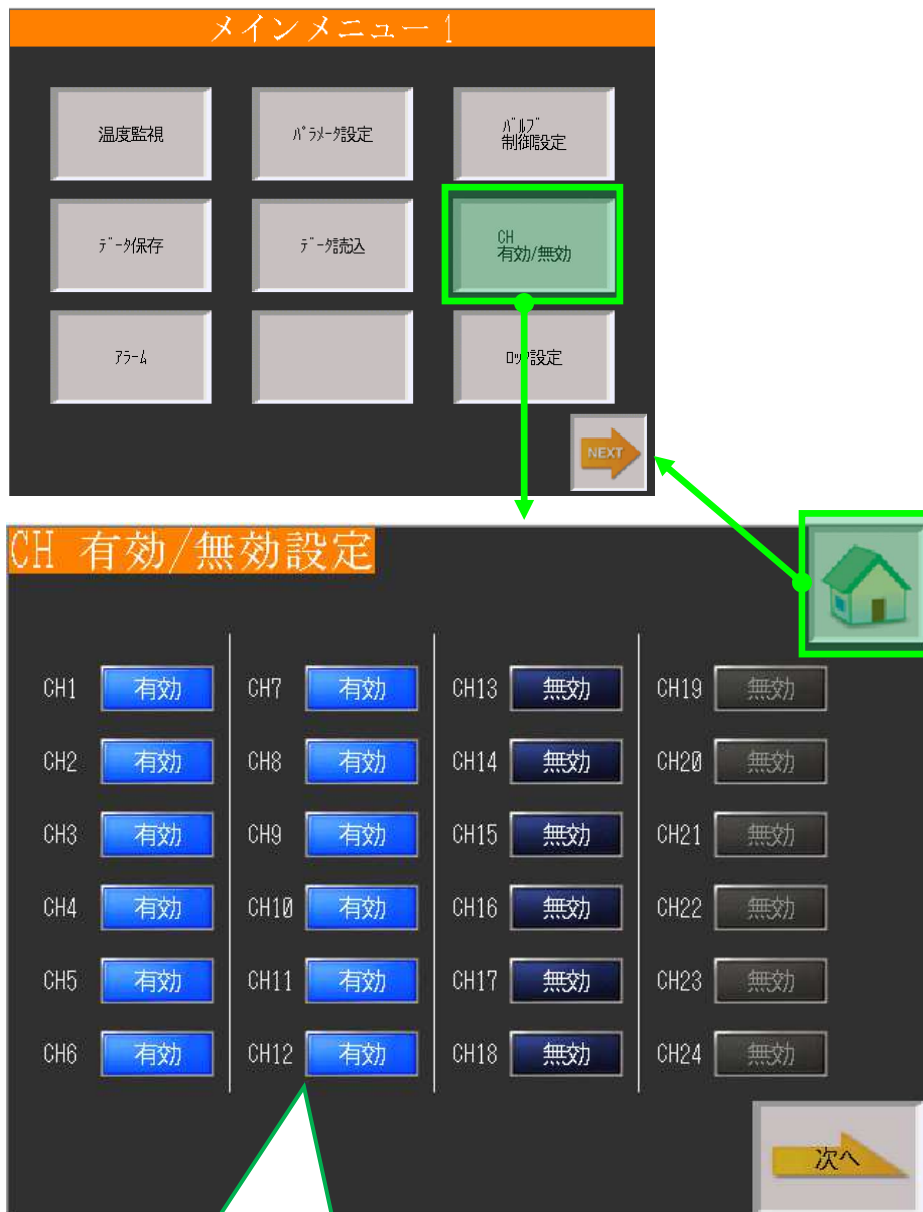 メインメニュー1
温度監視
パラメータ設定
バルブ
制御設定
データ保存
データ読込
CH
有効/無効
アラーム
ロック設定
NEXT
CH 有効/無効設定
CH1 有効 CH7 有効 CH13 無効 CH19 無効
CH2 有効 CH8 有効 CH14 無効 CH20 無効
CH3 有効 CH9 有効 CH15 無効 CH21 無効
CH4 有効 CH10 有効 CH16 無効 CH22 無効
CH5 有効 CH11 有効 CH17 無効 CH23 無効
CH6 有効 CH12 有効 CH18 無効 CH24 無効
次へ